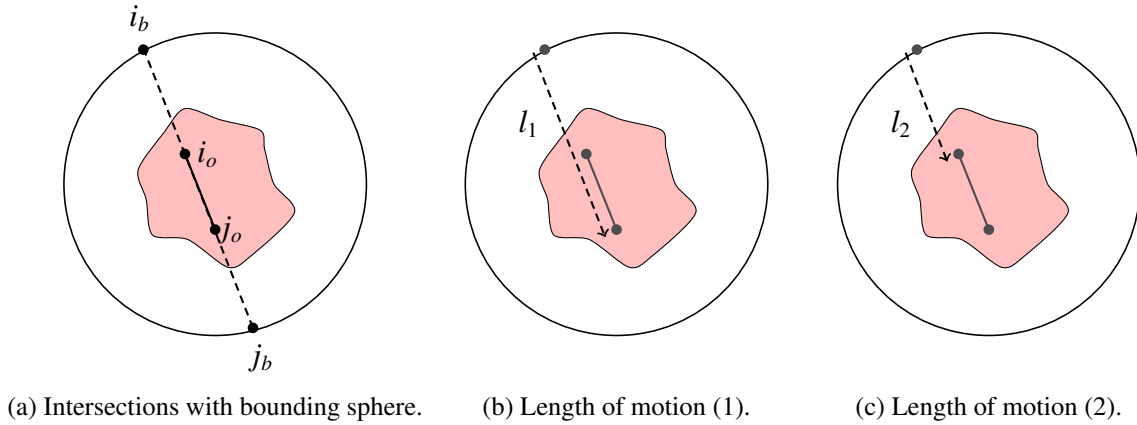 i_b
i_o
j_o
j_b
l_1
l_2
(a) Intersections with bounding sphere.
(b) Length of motion (1).
(c) Length of motion (2).